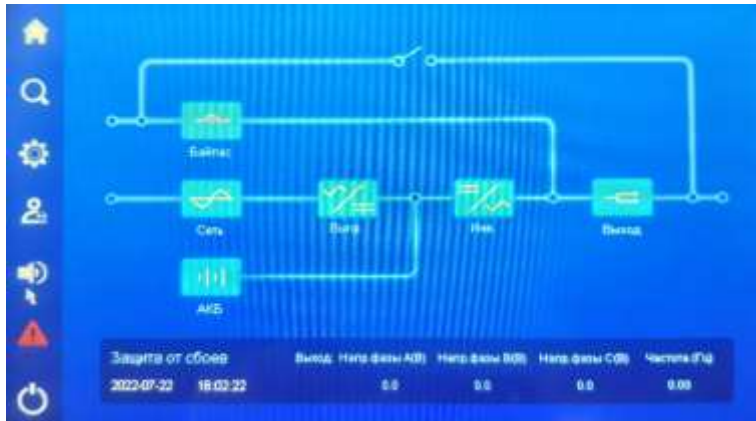 Байпас
Сеть
Выпр
Инв.
Выход
АКБ
Защита от сбоев
Выход: Напр. фазы A(В) Напр. фазы B(В) Напр. фазы C(В) Частота (Гц)
2022-07-22 18:02:22 0.0 0.0 0.0 0.00